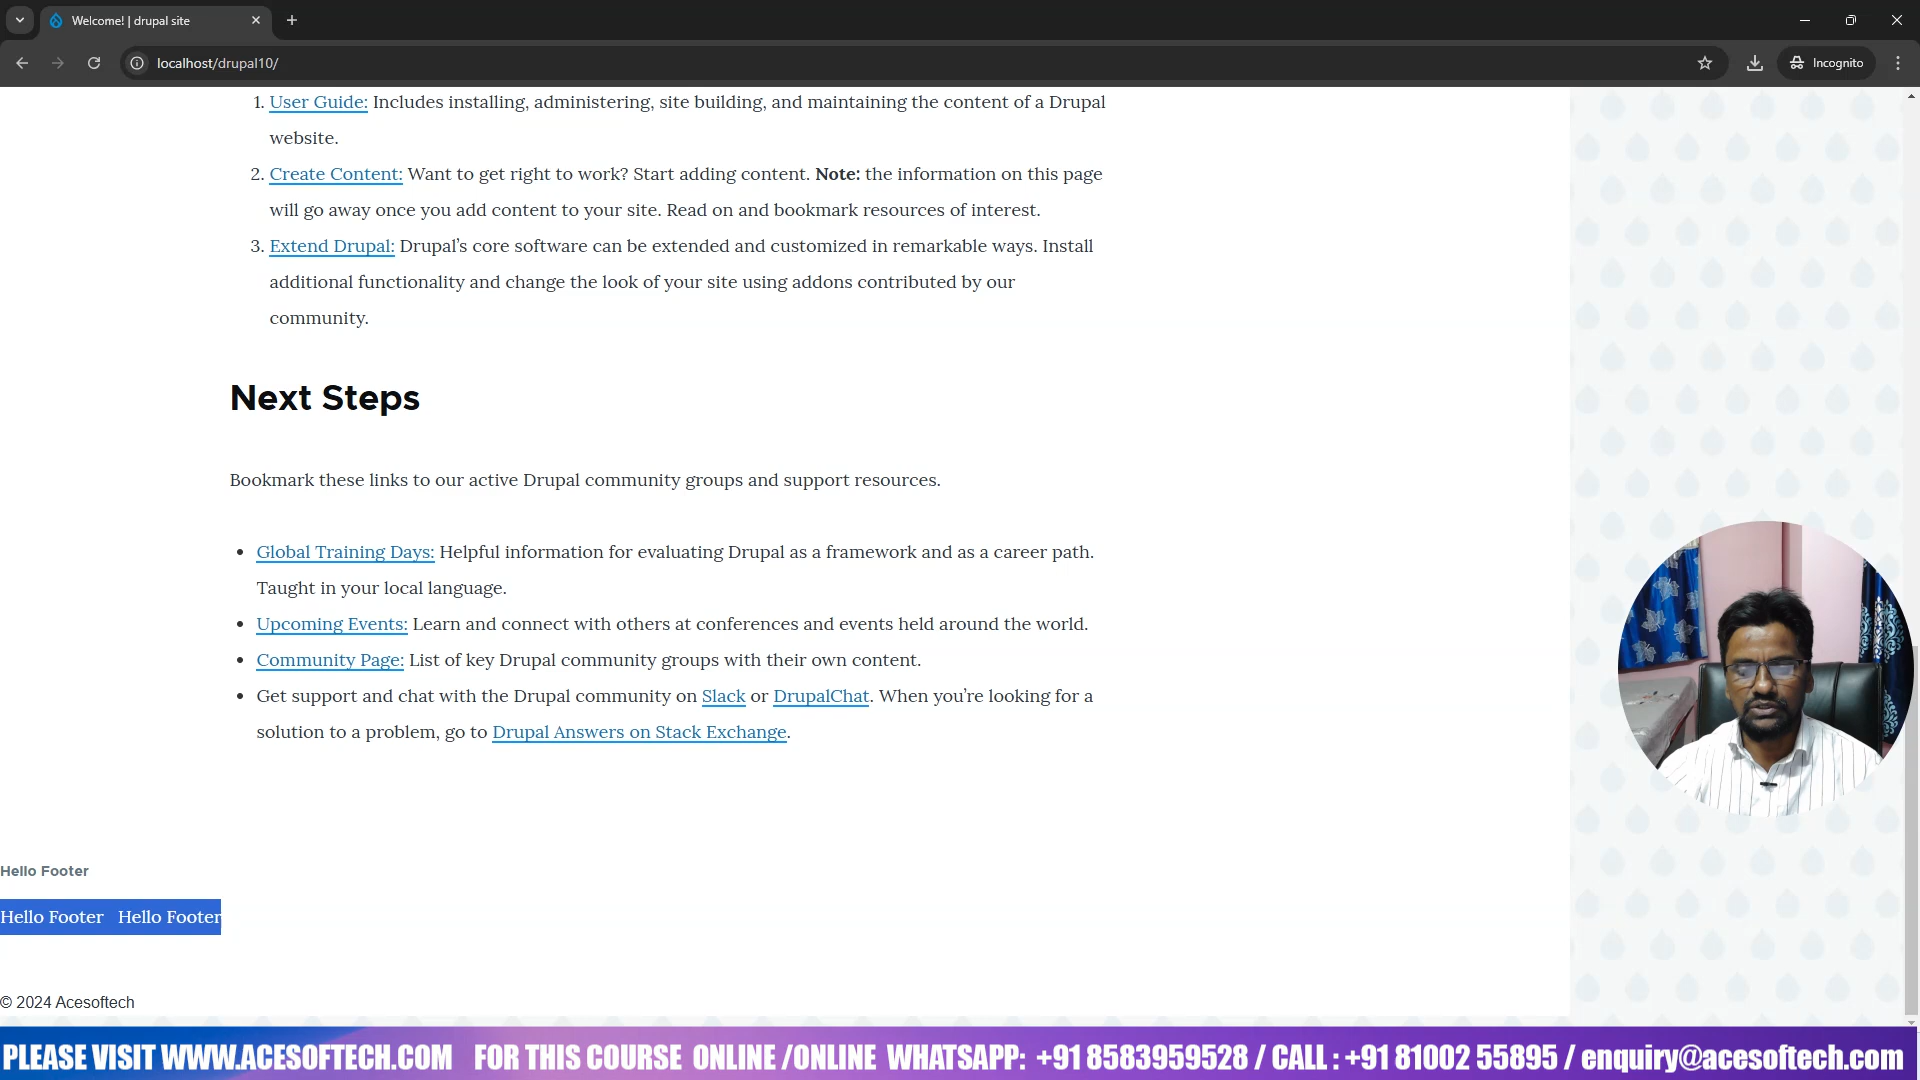 Welcome! | drupal site
localhost/drupal10/
Incognito
1. User Guide: Includes installing, administering, site building, and maintaining the content of a Drupal
website.
2. Create Content: Want to get right to work? Start adding content. Note: the information on this page
will go away once you add content to your site. Read on and bookmark resources of interest.
3. Extend Drupal: Drupal’s core software can be extended and customized in remarkable ways. Install
additional functionality and change the look of your site using addons contributed by our
community.
Next Steps
Bookmark these links to our active Drupal community groups and support resources.
• Global Training Days: Helpful information for evaluating Drupal as a framework and as a career path.
Taught in your local language.
• Upcoming Events: Learn and connect with others at conferences and events held around the world.
• Community Page: List of key Drupal community groups with their own content.
• Get support and chat with the Drupal community on Slack or DrupalChat. When you’re looking for a
solution to a problem, go to Drupal Answers on Stack Exchange.
Hello Footer
Hello Footer Hello Footer
© 2024 Acesoftech
PLEASE VISIT WWW.ACESOFTECH.COM FOR THIS COURSE ONLINE /ONLINE WHATSAPP: +91 8583959528 / CALL : +91 81002 55895 / enquiry@acesoftech.com